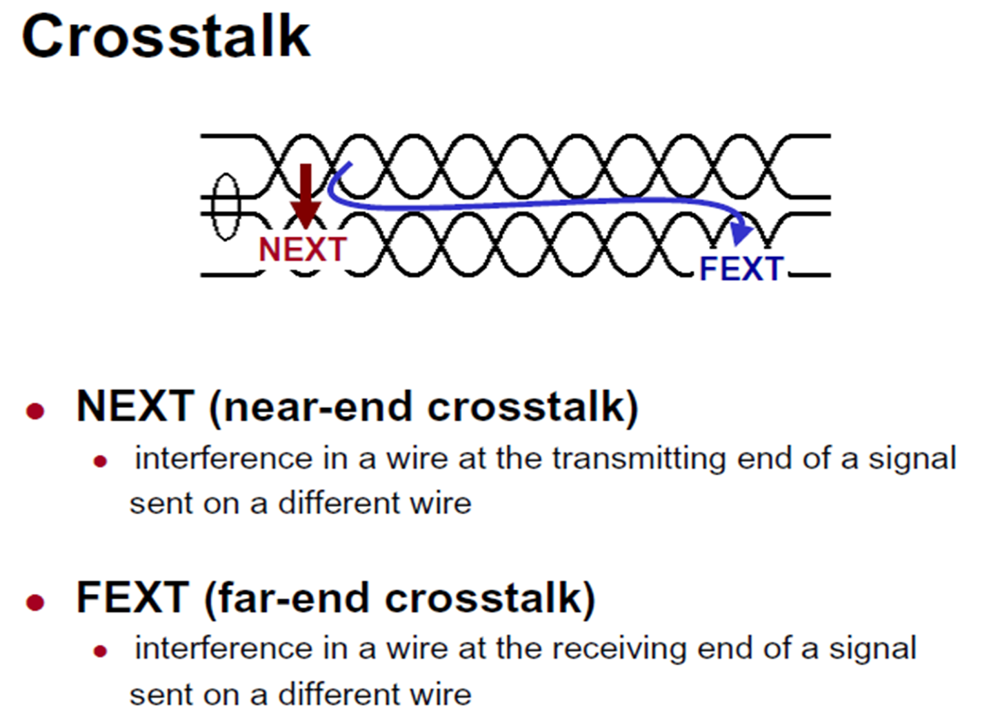 Crosstalk
NEXT
FEXT
NEXT (near-end crosstalk)
interference in a wire at the transmitting end of a signal
sent on a different wire
FEXT (far-end crosstalk)
interference in a wire at the receiving end of a signal
sent on a different wire